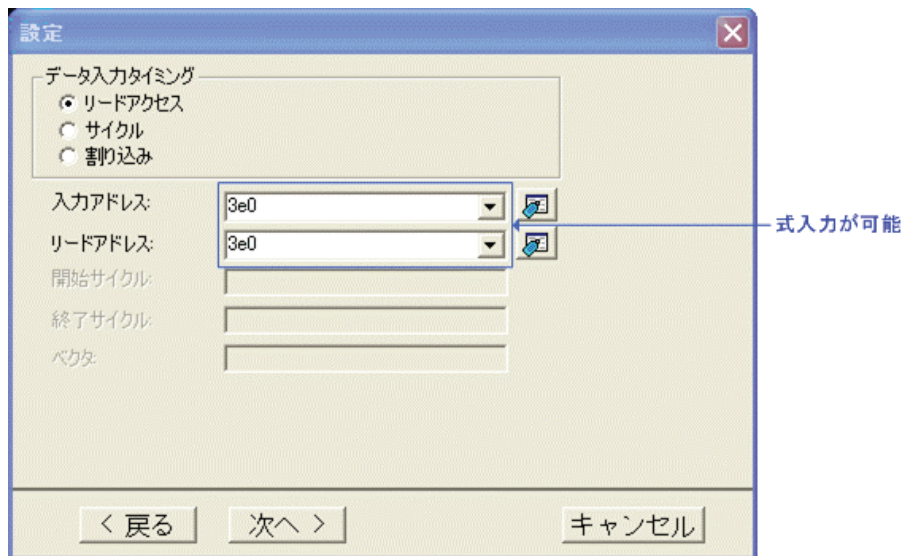 設定
データ入力タイミング
リードアクセス
サイクル
割り込み
入力アドレス:
3e0
リードアドレス:
3e0
式入力が可能
開始サイクル:
終了サイクル:
ベクタ:
< 戻る
次へ >
キャンセル